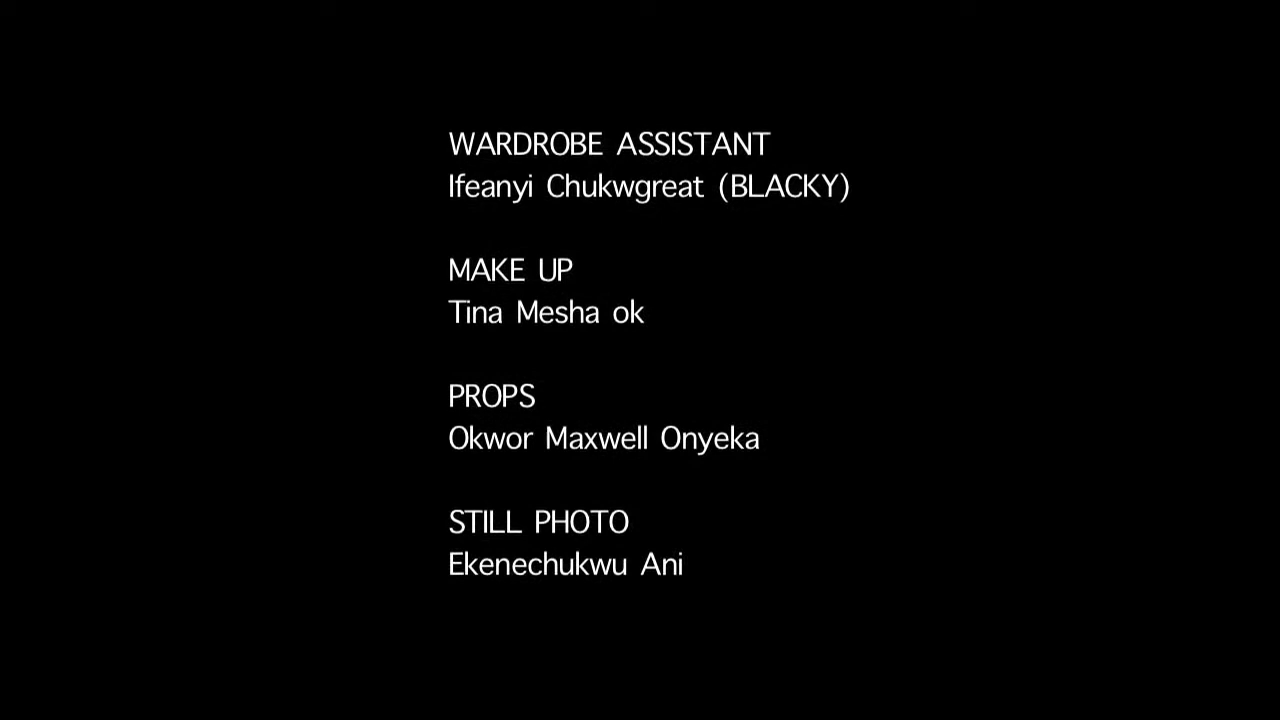 WARDROBE ASSISTANT
Ifeanyi Chukwgreat (BLACKY)
MAKE UP
Tina Mesha ok
PROPS
Okwor Maxwell Onyeka
STILL PHOTO
Ekenechukwu Ani